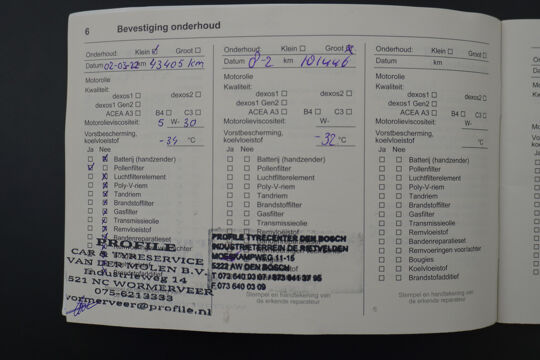 6 Bevestiging onderhoud
Onderhoud: Klein Groot
Datum 02-03-22 km 43405 km
Motorolie
Kwaliteit:
dexos1 dexos2
dexos1 Gen2
ACEA A3 B4 C3
Motorolieviscositeit: 5 W- 30
Vorstbescherming,
koelvloeistof -34 °C
Ja Nee
Batterij (handzender)
Pollenfilter
Luchtfilterelement
Poly-V-riem
Tandriem
Brandstoffilter
Gasfilter
Transmissieolie
Remvloeistof
Bandenreparatieset
PROFILE
CAR & TYRESERVICE
VAN DER MOLEN B.V.
Industrieweg 14
1521 NC WORMERVEER
075-6213333
wormerveer@profile.nl
Onderhoud: Klein Groot
Datum 8-2 km 101446
Motorolie
Kwaliteit:
dexos1 dexos2
dexos1 Gen2
ACEA A3 B4 C3
Motorolieviscositeit: W-
Vorstbescherming,
koelvloeistof -32 °C
Ja Nee
Batterij (handzender)
Pollenfilter
Luchtfilterelement
Poly-V-riem
Tandriem
Brandstoffilter
Gasfilter
Transmissieolie
Remvloeistof
PROFILE TYRECENTER DEN BOSCH
INDUSTRIETERREIN DE RIETVELDEN
5222 AW DEN BOSCH
F.073 640 03 09
Stempel en handtekening van
de erkende reparateur
Onderhoud: Klein Groot
Datum km
Motorolie
Kwaliteit:
dexos1 dexos2
dexos1 Gen2
ACEA A3 B4 C3
Motorolieviscositeit: W-
Vorstbescherming,
koelvloeistof °C
Ja Nee
Batterij (handzender)
Pollenfilter
Luchtfilterelement
Poly-V-riem
Tandriem
Brandstoffilter
Gasfilter
Transmissieolie
Remvloeistof
Bandenreparatieset
Remvoeringen voor/achter
Bougies
Koelvloeistof
Brandstofadditief
Stempel en handtekening van
de erkende reparateur